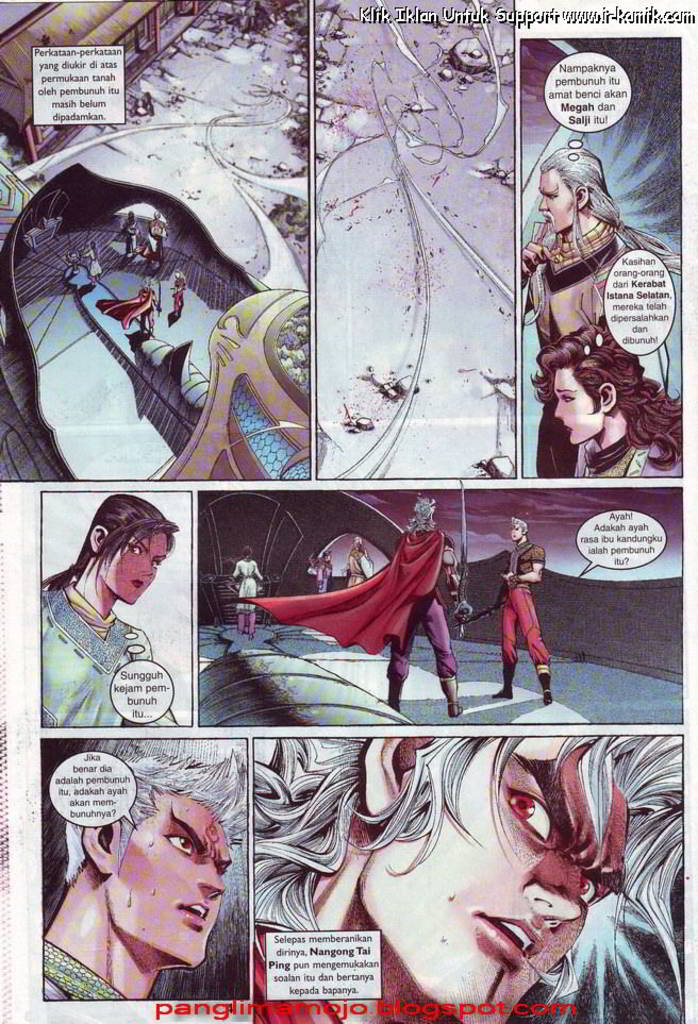 Klik Iklan Untuk Support www.ir-komik.com
Perkataan-perkataan
yang diukir di atas
permukaan tanah
oleh pembunuh itu
masih belum
dipadamkan.
Nampaknya
pembunuh itu
amat benci akan
Megah dan
Salji itu!
Kasihan
orang-orang
dari Kerabat
Istana Selatan,
mereka telah
dipersalahkan
dan
dibunuh!
Sungguh
kejam pem-
bunuh
itu...
Ayah!
Adakah ayah
rasa ibu kandungku
ialah pembunuh
itu?
Jika
benar dia
adalah pembunuh
itu, adakah ayah
akan mem-
bunuhnya?
Selepas memberanikan
dirinya, Nangong Tai
Ping pun mengemukakan
soalan itu dan bertanya
kepada bapanya.
panglimamojo.blogspot.com